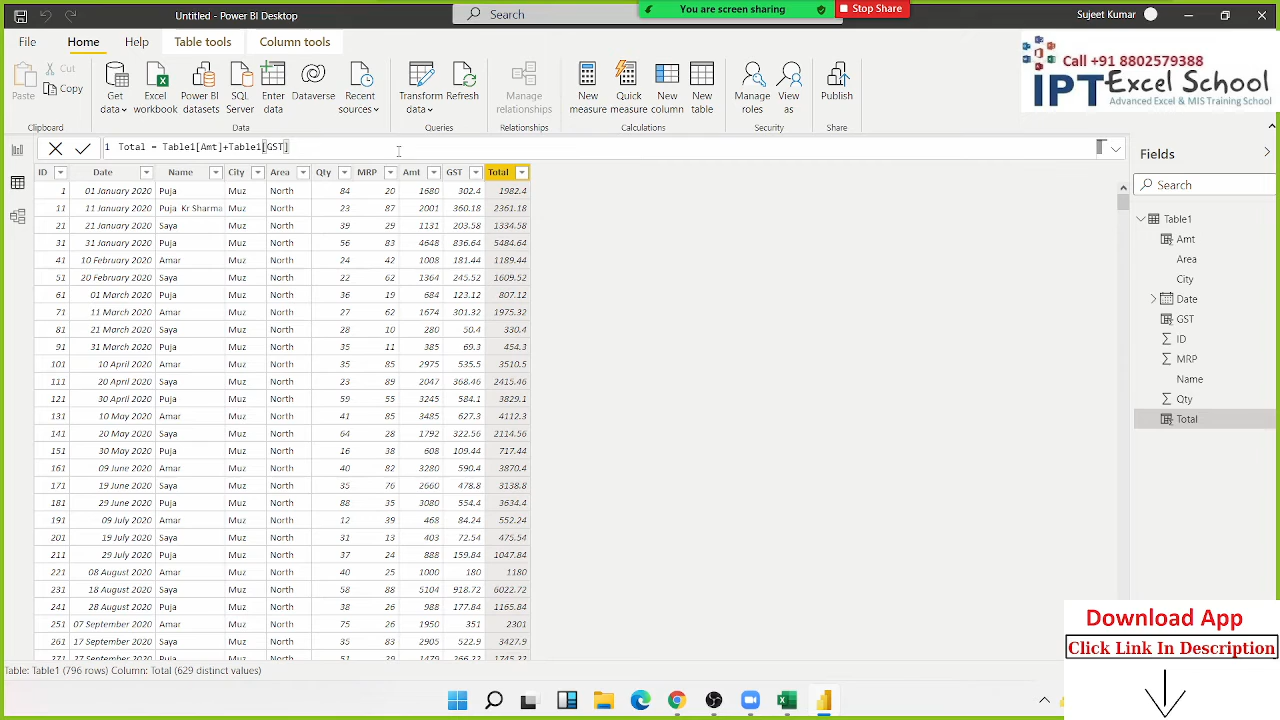 Untitled - Power BI Desktop
Search
You are screen sharing
Stop Share
Sujeet Kumar
File
Home
Help
Table tools
Column tools
Paste
Cut
Copy
Get data
Excel workbook
Power BI datasets
SQL Server
Enter data
Dataverse
Recent sources
Transform data
Refresh
Manage relationships
New measure
Quick measure
New column
New table
Manage roles
View as
Publish
Clipboard
Data
Queries
Relationships
Calculations
Security
Share
Call +91 8802579388
IPT Excel School
Advanced Excel & MIS Training School
1 Total = Table1[Amt]+Table1[GST]
ID Date Name City Area Qty MRP Amt GST Total
1 01 January 2020 Puja Muz North 84 20 1680 302.4 1982.4
11 11 January 2020 Puja Kr Sharma Muz North 23 87 2001 360.18 2361.18
21 21 January 2020 Saya Muz North 39 29 1131 203.58 1334.58
31 31 January 2020 Puja Muz North 56 83 4648 836.64 5484.64
41 10 February 2020 Amar Muz North 24 42 1008 181.44 1189.44
51 20 February 2020 Saya Muz North 22 62 1364 245.52 1609.52
61 01 March 2020 Puja Muz North 36 19 684 123.12 807.12
71 11 March 2020 Amar Muz North 27 62 1674 301.32 1975.32
81 21 March 2020 Saya Muz North 28 10 280 50.4 330.4
91 31 March 2020 Puja Muz North 35 11 385 69.3 454.3
101 10 April 2020 Amar Muz North 35 85 2975 535.5 3510.5
111 20 April 2020 Saya Muz North 23 89 2047 368.46 2415.46
121 30 April 2020 Puja Muz North 59 55 3245 584.1 3829.1
131 10 May 2020 Amar Muz North 41 85 3485 627.3 4112.3
141 20 May 2020 Saya Muz North 64 28 1792 322.56 2114.56
151 30 May 2020 Puja Muz North 16 38 608 109.44 717.44
161 09 June 2020 Amar Muz North 40 82 3280 590.4 3870.4
171 19 June 2020 Saya Muz North 35 76 2660 478.8 3138.8
181 29 June 2020 Puja Muz North 88 35 3080 554.4 3634.4
191 09 July 2020 Amar Muz North 12 39 468 84.24 552.24
201 19 July 2020 Saya Muz North 31 13 403 72.54 475.54
211 29 July 2020 Puja Muz North 37 24 888 159.84 1047.84
221 08 August 2020 Amar Muz North 40 25 1000 180 1180
231 18 August 2020 Saya Muz North 58 88 5104 918.72 6022.72
241 28 August 2020 Puja Muz North 38 26 988 177.84 1165.84
251 07 September 2020 Amar Muz North 75 26 1950 351 2301
261 17 September 2020 Saya Muz North 35 83 2905 522.9 3427.9
271 27 September 2020 Puja Muz North 51 29 1479 266.22 1745.22
Table: Table1 (796 rows) Column: Total (629 distinct values)
Fields
Search
Table1
Amt
Area
City
Date
GST
ID
MRP
Name
Qty
Total
Download App
Click Link In Description